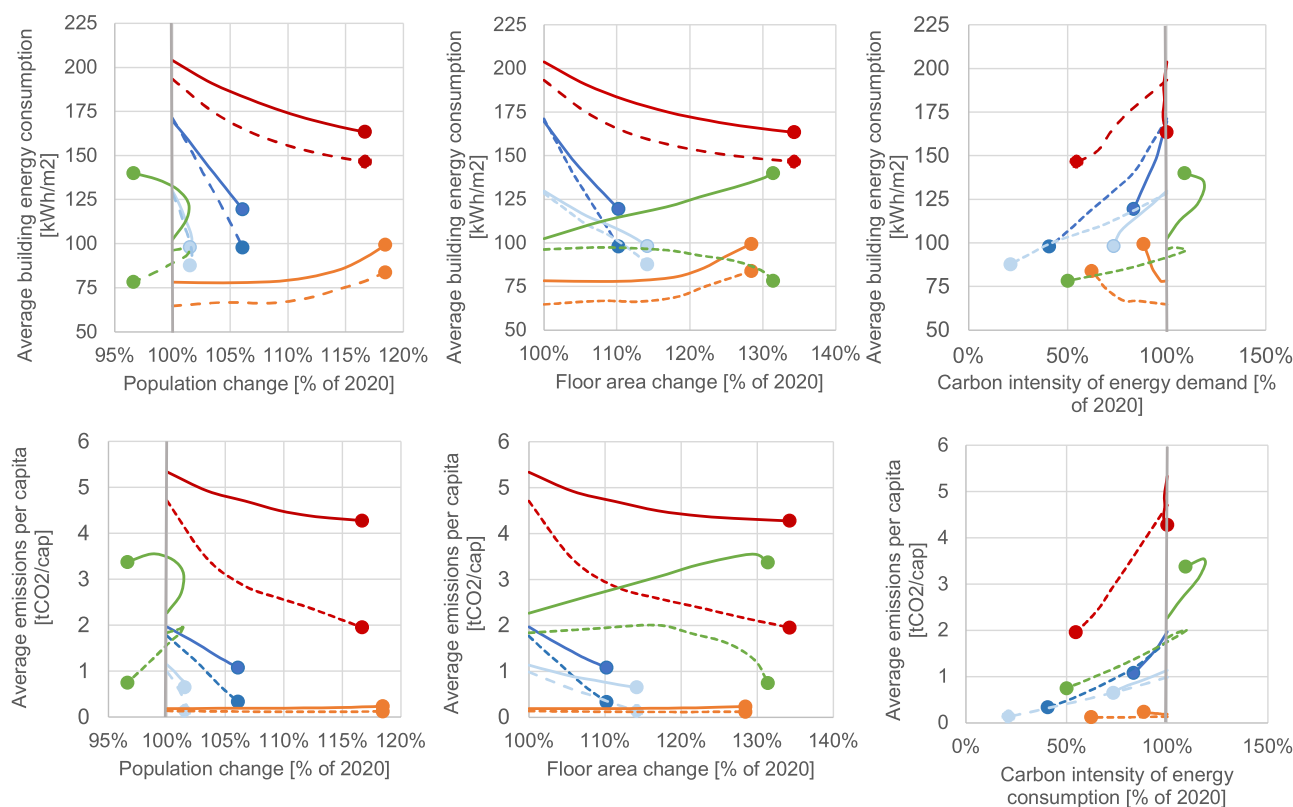 Average building energy consumption
[kWh/m2]
225
200
175
150
125
100
75
50
95% 100% 105% 110% 115% 120%
Population change [% of 2020]
Average building energy consumption
[kWh/m2]
225
200
175
150
125
100
75
50
100% 110% 120% 130% 140%
Floor area change [% of 2020]
Average building energy consumption
[kWh/m2]
225
200
175
150
125
100
75
50
0% 50% 100% 150%
Carbon intensity of energy demand [%
of 2020]
Average emissions per capita
[tCO2/cap]
6
5
4
3
2
1
0
95% 100% 105% 110% 115% 120%
Population change [% of 2020]
Average emissions per capita
[tCO2/cap]
6
5
4
3
2
1
0
100% 110% 120% 130% 140%
Floor area change [% of 2020]
Average emissions per capita
[tCO2/cap]
6
5
4
3
2
1
0
0% 50% 100% 150%
Carbon intensity of energy
consumption [% of 2020]